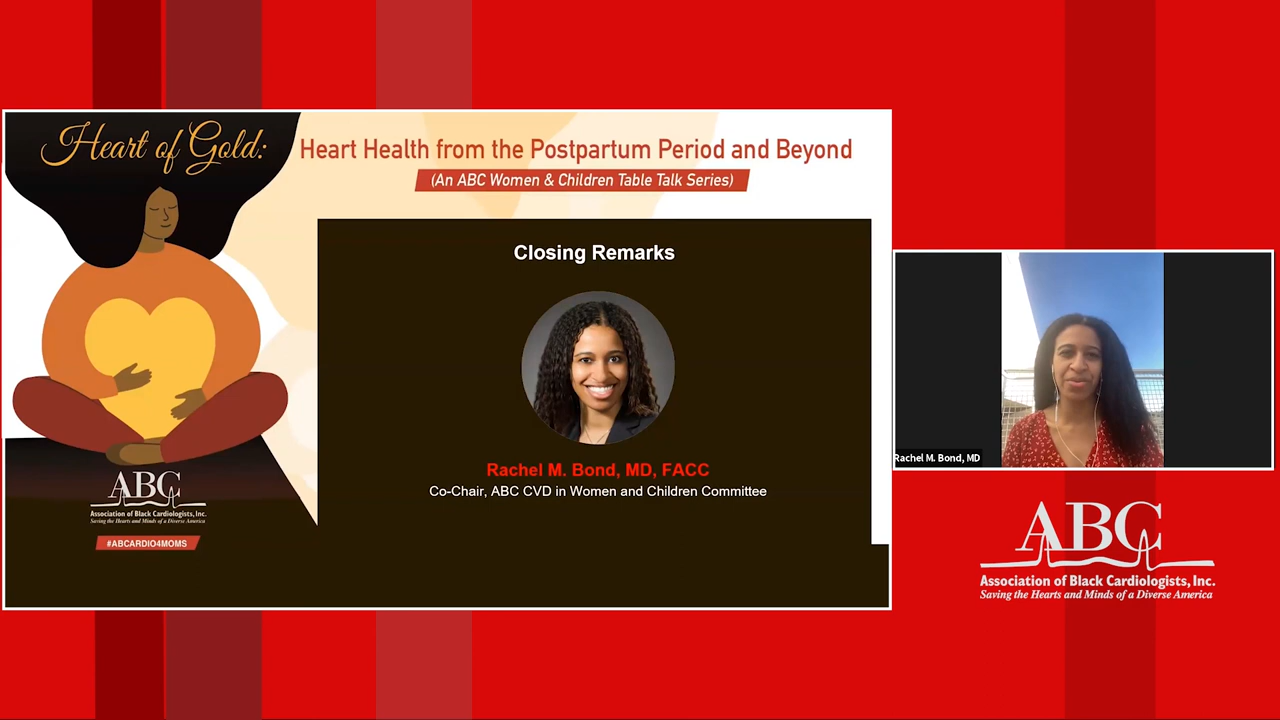 Heart of Gold:
Heart Health from the Postpartum Period and Beyond
(An ABC Women & Children Table Talk Series)
Closing Remarks
Rachel M. Bond, MD, FACC
Co-Chair, ABC CVD in Women and Children Committee
ABC
Association of Black Cardiologists, Inc.
Saving the Hearts and Minds of a Diverse America
#ABCARDIO4MOMS
Rachel M. Bond, MD
ABC
Association of Black Cardiologists, Inc.
Saving the Hearts and Minds of a Diverse America